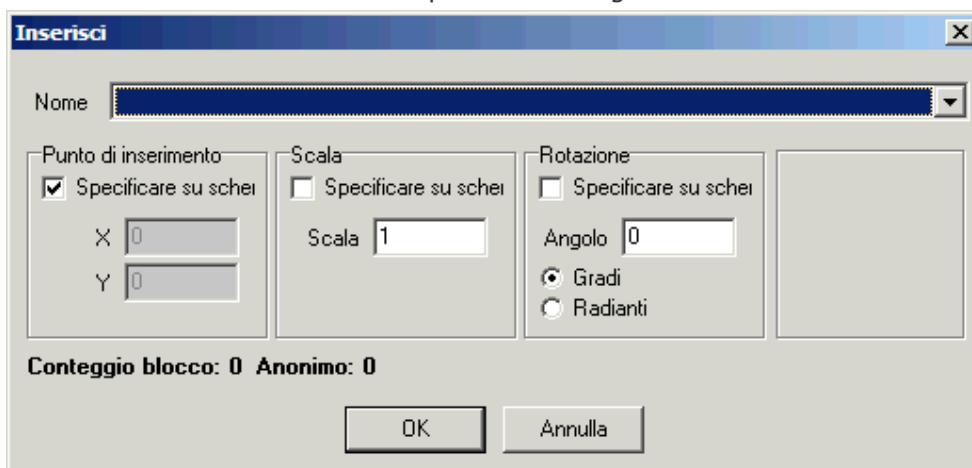 Inserisci
Nome
Punto di inserimento
Specificare su scher
X 0
Y 0
Scala
Specificare su scher
Scala 1
Rotazione
Specificare su scher
Angolo 0
Gradi
Radianti
Conteggio blocco: 0 Anonimo: 0
OK
Annulla